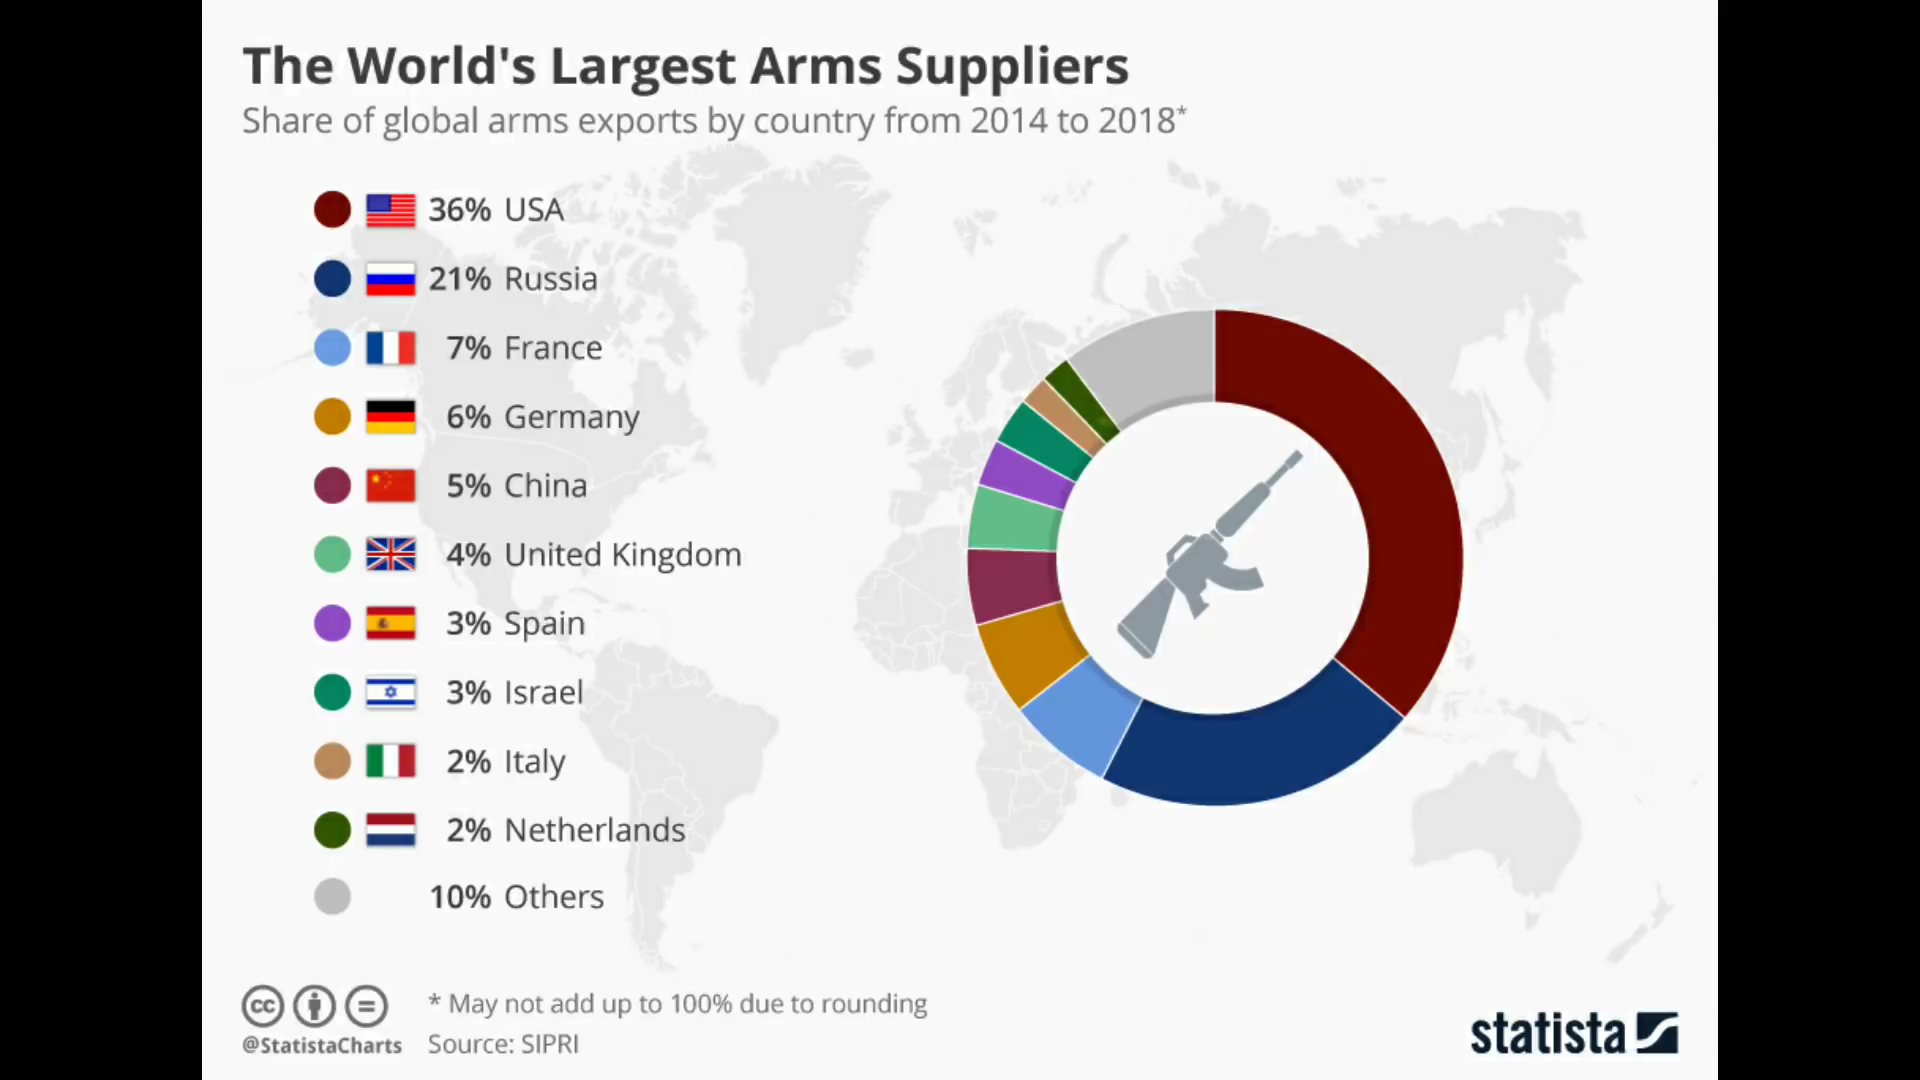 The World's Largest Arms Suppliers
Share of global arms exports by country from 2014 to 2018*
36% USA
21% Russia
7% France
6% Germany
5% China
4% United Kingdom
3% Spain
3% Israel
2% Italy
2% Netherlands
10% Others
cc
@StatistaCharts
* May not add up to 100% due to rounding
Source: SIPRI
statista